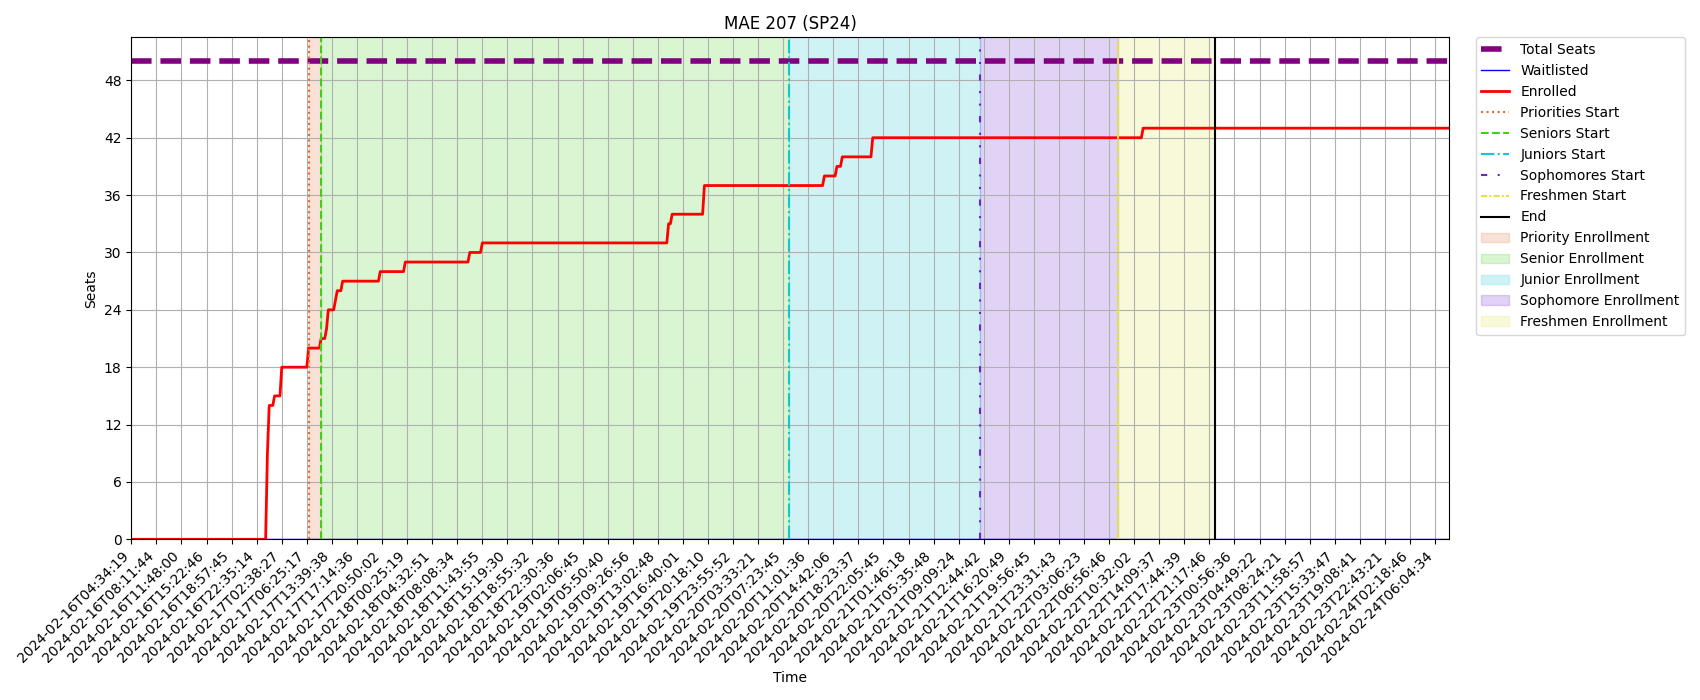 MAE 207 (SP24)
Total Seats
Waitlisted
Enrolled
Priorities Start
Seniors Start
Juniors Start
Sophomores Start
Freshmen Start
End
Priority Enrollment
Senior Enrollment
Junior Enrollment
Sophomore Enrollment
Freshmen Enrollment
Seats
48
42
36
30
24
18
12
6
0
2024-02-16T04:34:19
2024-02-16T08:11:44
2024-02-16T11:48:00
2024-02-16T15:22:46
2024-02-16T18:57:45
2024-02-16T22:35:14
2024-02-17T02:38:27
2024-02-17T06:25:17
2024-02-17T13:39:38
2024-02-17T17:14:36
2024-02-17T20:50:02
2024-02-18T00:25:19
2024-02-18T04:32:51
2024-02-18T08:08:34
2024-02-18T11:43:55
2024-02-18T15:19:30
2024-02-18T18:55:32
2024-02-18T22:30:36
2024-02-19T02:06:45
2024-02-19T05:50:40
2024-02-19T09:26:56
2024-02-19T13:02:48
2024-02-19T16:40:01
2024-02-19T20:18:10
2024-02-19T23:55:52
2024-02-20T03:33:21
2024-02-20T07:23:45
2024-02-20T11:01:36
2024-02-20T14:42:06
2024-02-20T18:23:37
2024-02-20T22:05:45
2024-02-21T01:46:18
2024-02-21T05:35:48
2024-02-21T09:09:24
2024-02-21T12:44:42
2024-02-21T16:20:49
2024-02-21T19:56:45
2024-02-21T23:31:43
2024-02-22T03:06:23
2024-02-22T06:56:46
2024-02-22T10:32:02
2024-02-22T14:09:37
2024-02-22T17:44:39
2024-02-22T21:17:46
2024-02-23T00:56:36
2024-02-23T04:49:22
2024-02-23T08:24:21
2024-02-23T11:58:57
2024-02-23T15:33:47
2024-02-23T19:08:41
2024-02-23T22:43:21
2024-02-24T02:18:46
2024-02-24T06:04:34
Time